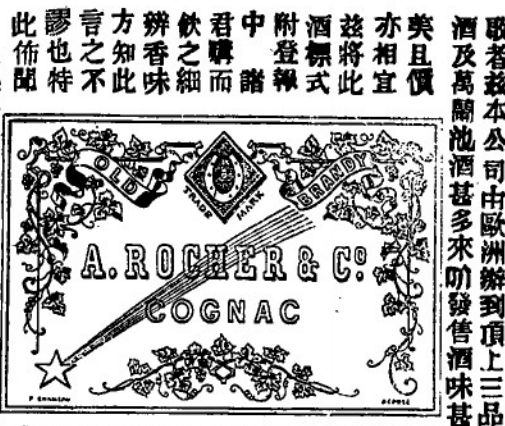 啟者茲本公司由歐洲辦到頂上三品
酒及萬蘭池酒甚多來叻發售酒味甚
美且價
亦相宜
茲將此
酒標式
附登報
中 諸
君購而
飲之細
辨香味
方知此
言之不
謬也特
此佈聞
OLD
BRANDY
TRADE MARK
A. ROCHER & Cº
COGNAC